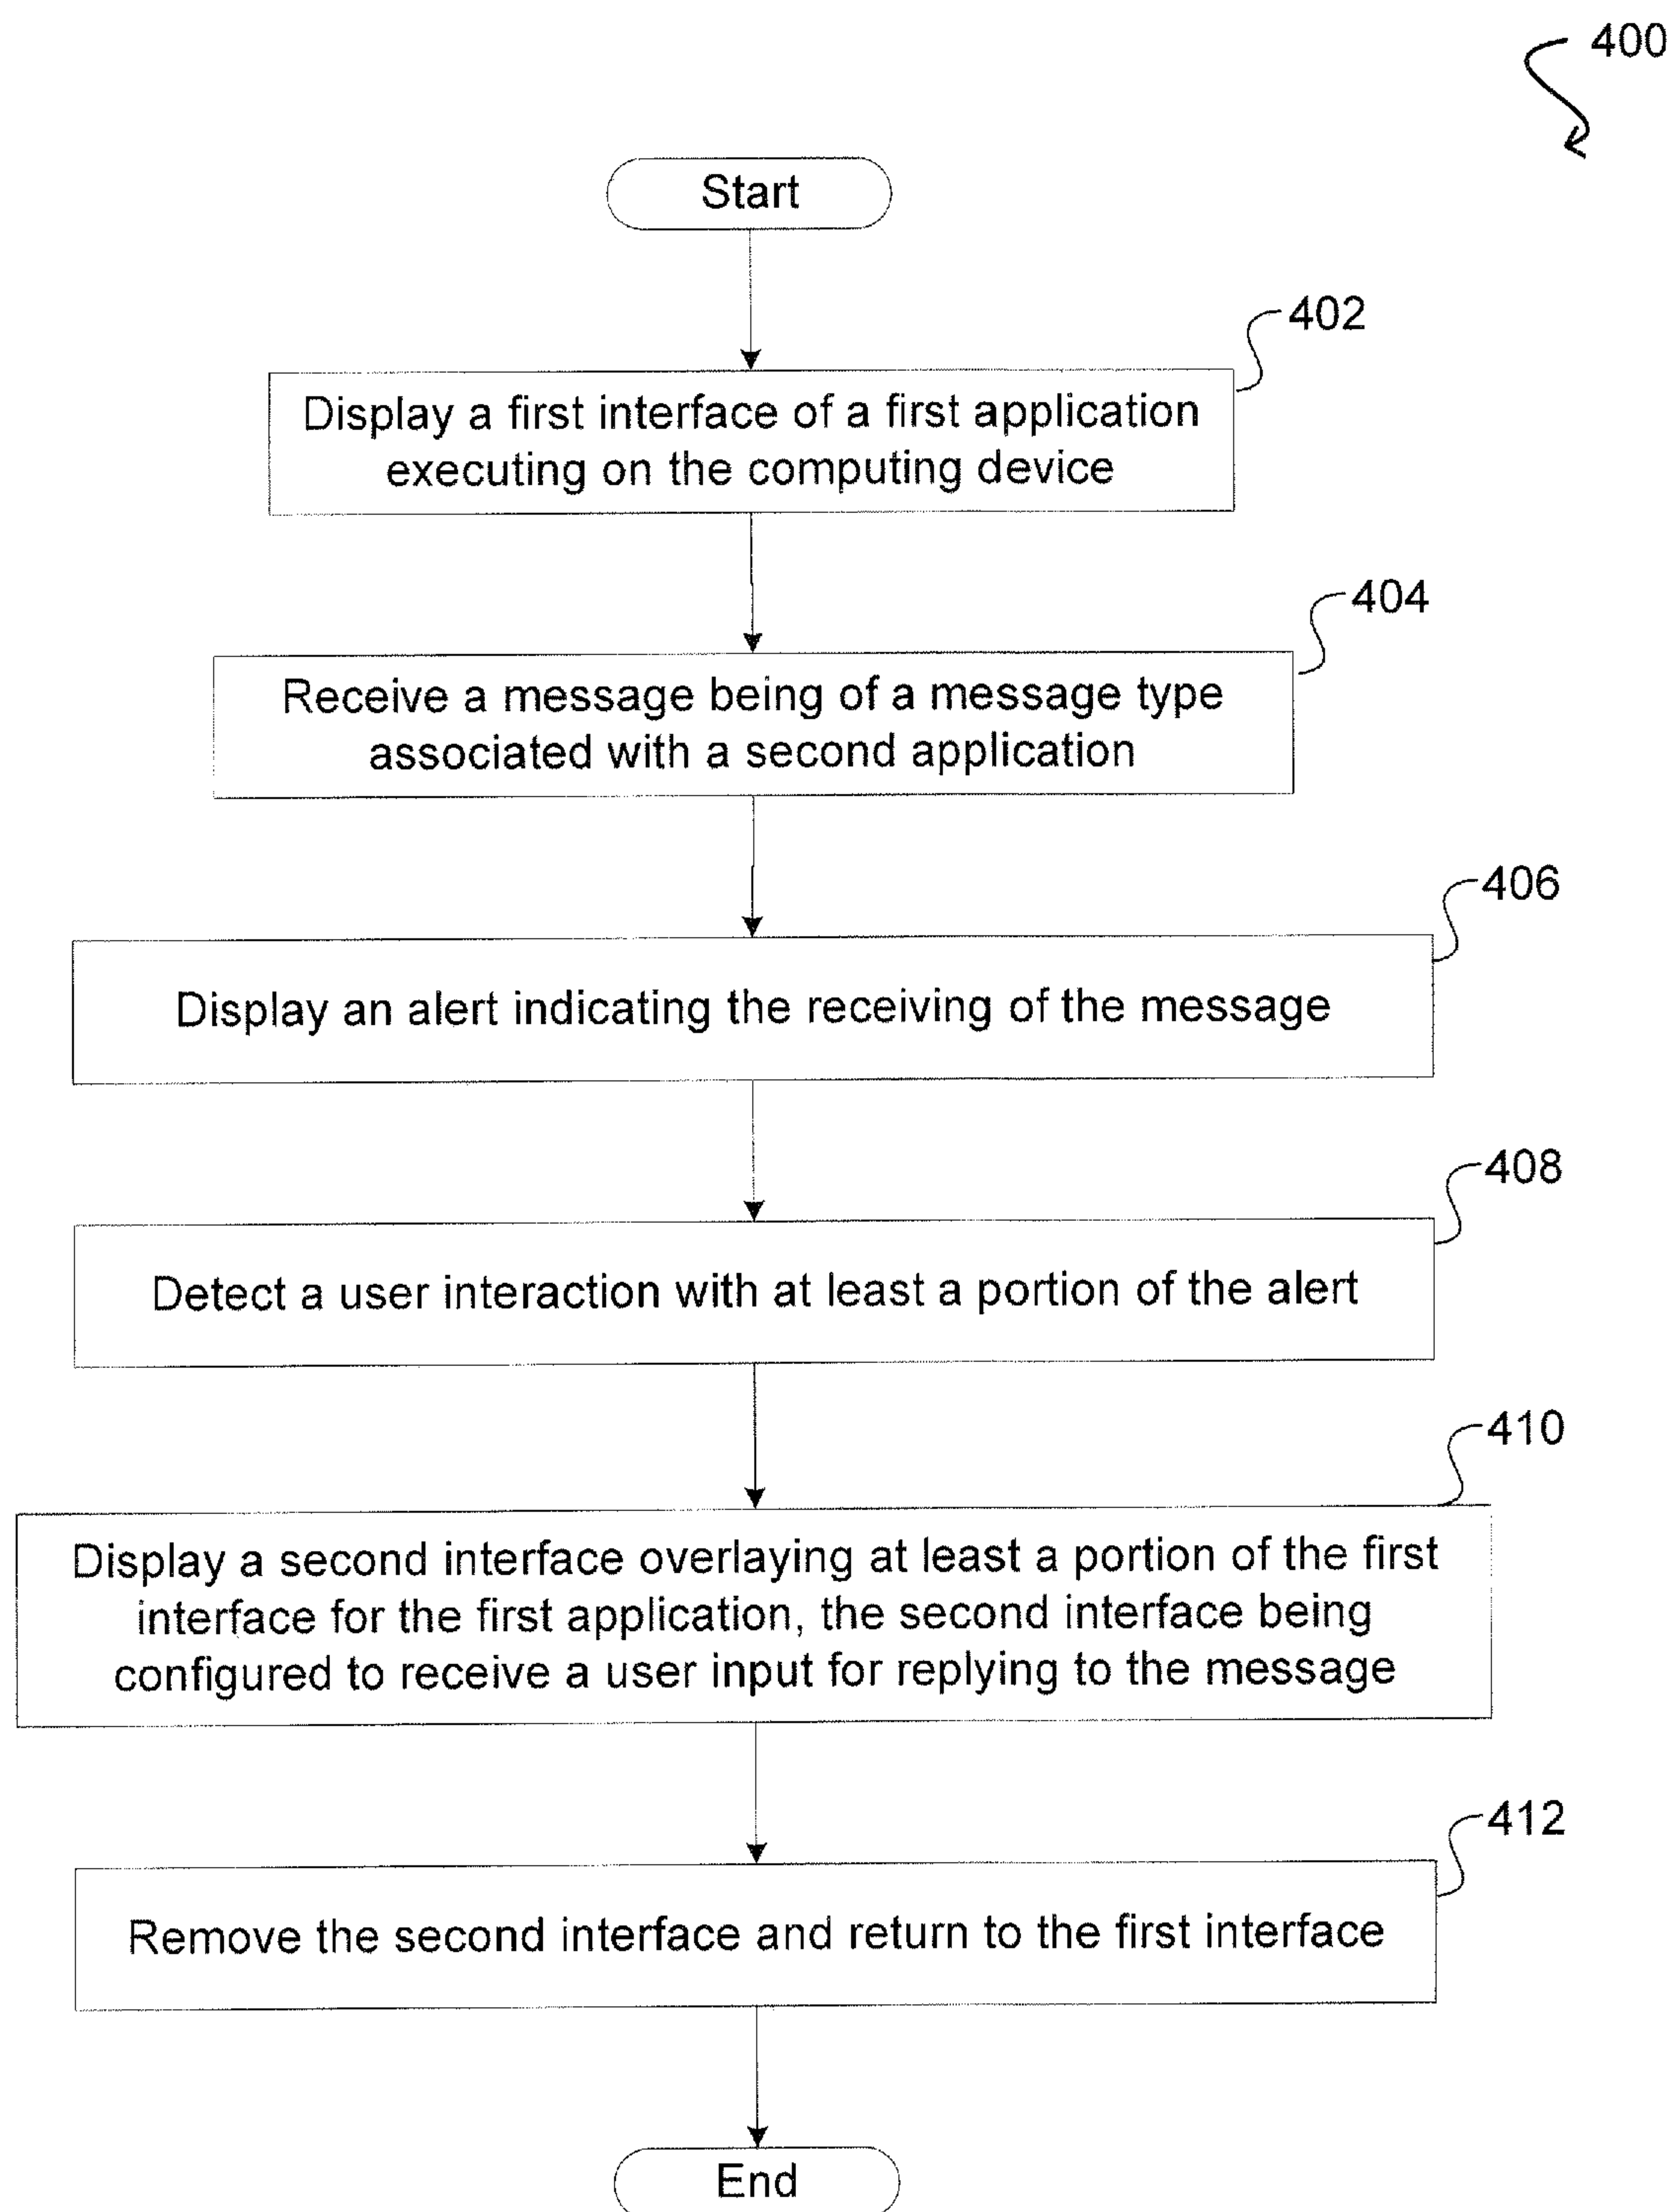 400
Start
402
Display a first interface of a first application
executing on the computing device
404
Receive a message being of a message type
associated with a second application
406
Display an alert indicating the receiving of the message
408
Detect a user interaction with at least a portion of the alert
410
Display a second interface overlaying at least a portion of the first
interface for the first application, the second interface being
configured to receive a user input for replying to the message
412
Remove the second interface and return to the first interface
End